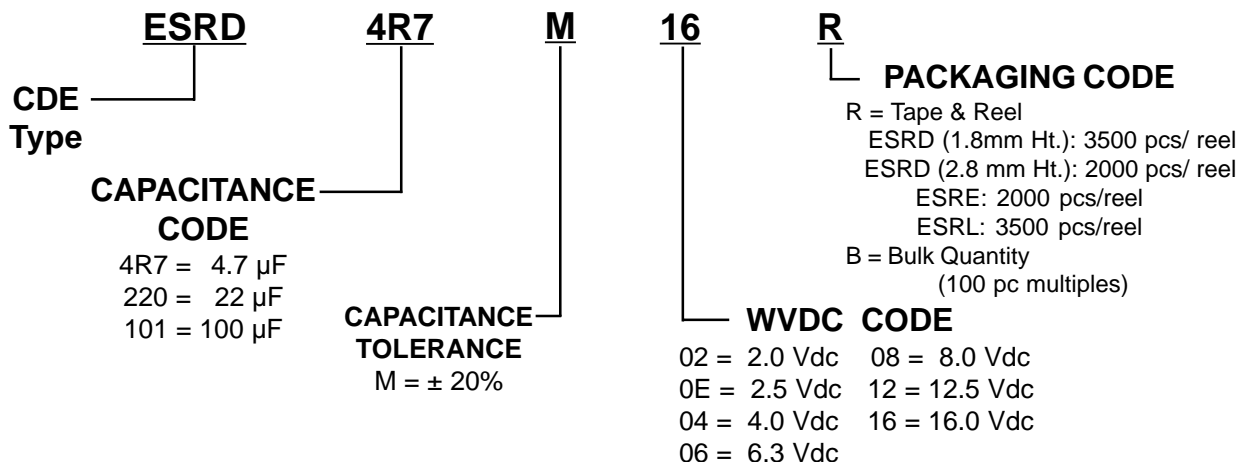 ESRD 4R7 M 16 R
CDE
Type
CAPACITANCE
CODE
4R7 = 4.7 µF
220 = 22 µF
101 = 100 µF
CAPACITANCE
TOLERANCE
M = ± 20%
PACKAGING CODE
R = Tape & Reel
ESRD (1.8mm Ht.): 3500 pcs/ reel
ESRD (2.8 mm Ht.): 2000 pcs/ reel
ESRE: 2000 pcs/reel
ESRL: 3500 pcs/reel
B = Bulk Quantity
(100 pc multiples)
WVDC CODE
02 = 2.0 Vdc 08 = 8.0 Vdc
0E = 2.5 Vdc 12 = 12.5 Vdc
04 = 4.0 Vdc 16 = 16.0 Vdc
06 = 6.3 Vdc